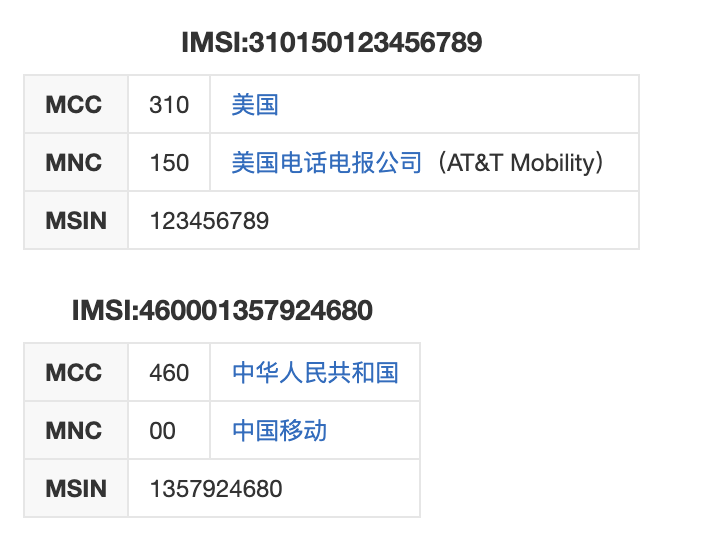 IMSI:310150123456789
MCC 310 美国
MNC 150 美国电话电报公司（AT&T Mobility）
MSIN 123456789
IMSI:460001357924680
MCC 460 中华人民共和国
MNC 00 中国移动
MSIN 1357924680